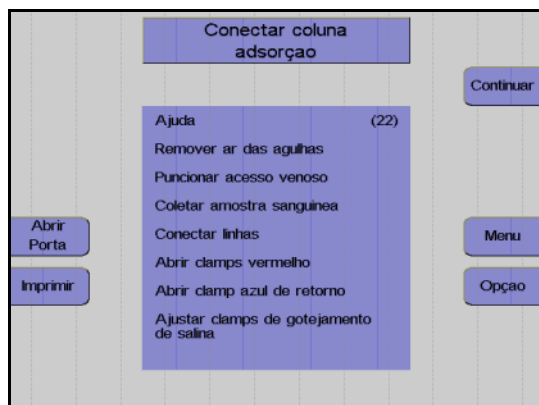 Conectar coluna
adsorçao
Continuar
Ajuda (22)
Remover ar das agulhas
Puncionar acesso venoso
Coletar amostra sanguinea
Conectar linhas
Abrir clamps vermelho
Abrir clamp azul de retorno
Ajustar clamps de gotejamento
de salina
Abrir
Porta
Imprimir
Menu
Opçao